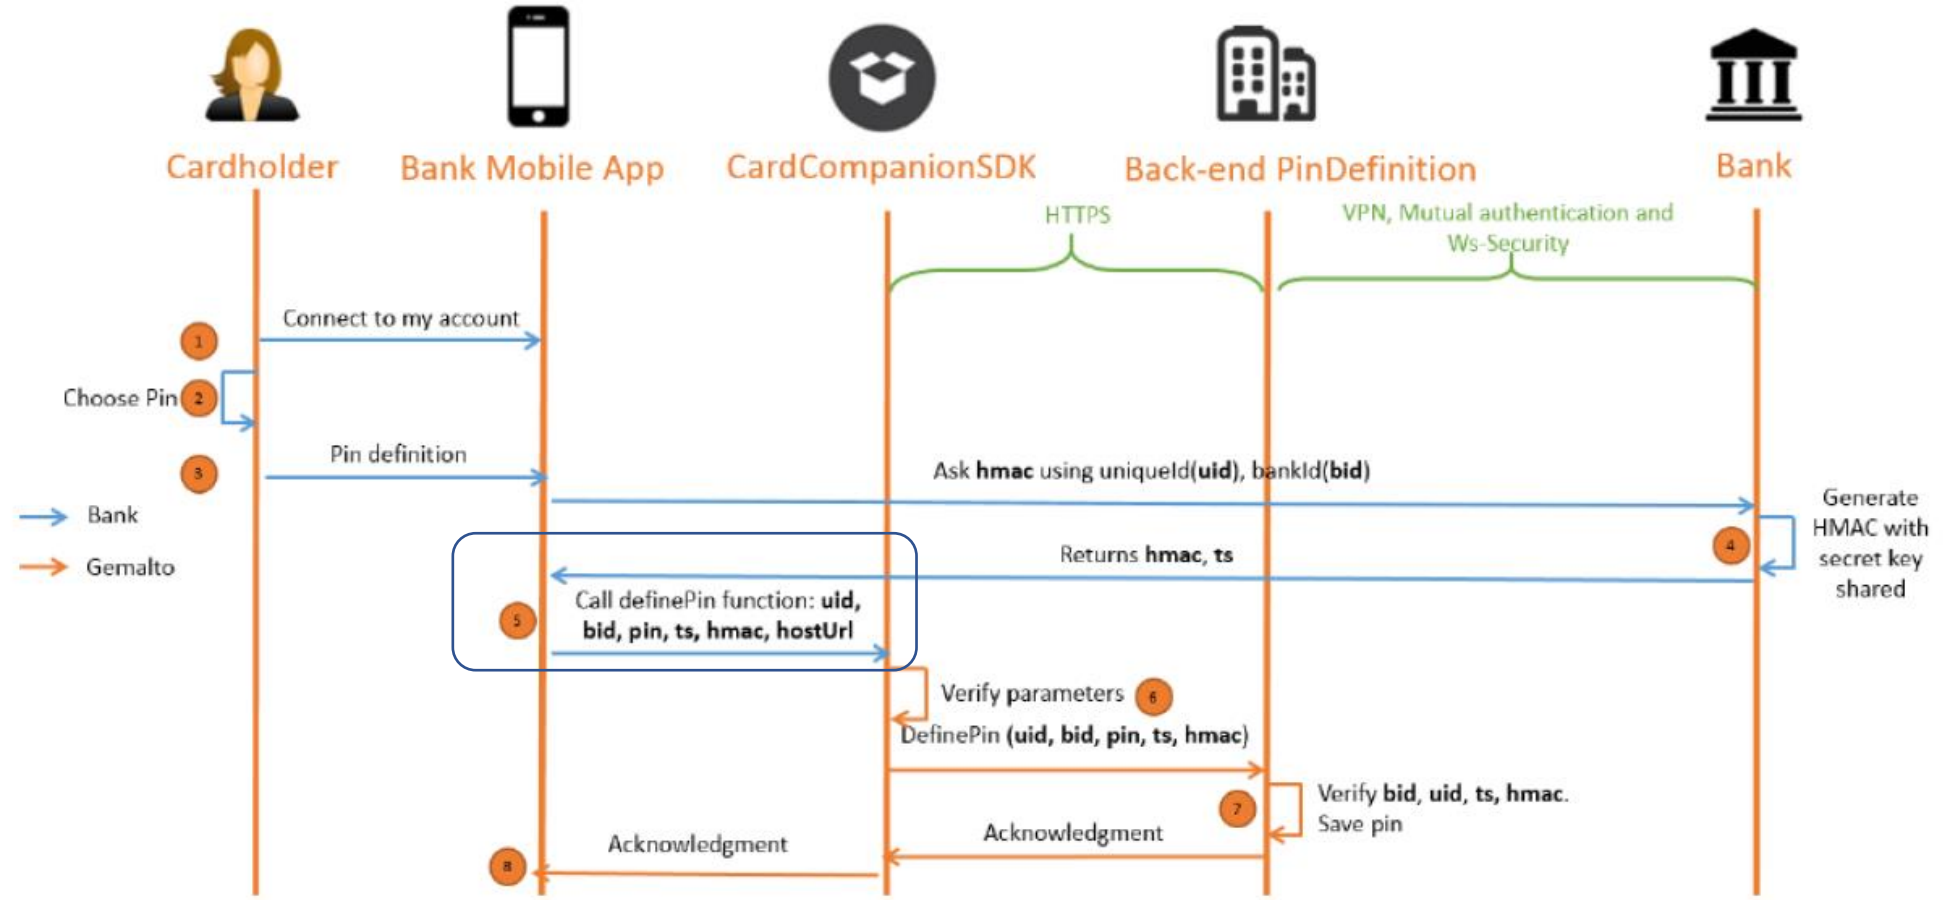 Cardholder
Bank Mobile App
CardCompanionSDK
Back-end PinDefinition
Bank
HTTPS
VPN, Mutual authentication and
Ws-Security
1
Connect to my account
Choose Pin
2
3
Pin definition
Ask hmac using uniqueId(uid), bankId(bid)
Bank
Gemalto
4
Generate
HMAC with
secret key
shared
Returns hmac, ts
5
Call definePin function: uid,
bid, pin, ts, hmac, hostUrl
Verify parameters
6
DefinePin (uid, bid, pin, ts, hmac)
7
Verify bid, uid, ts, hmac.
Save pin
Acknowledgment
Acknowledgment
8